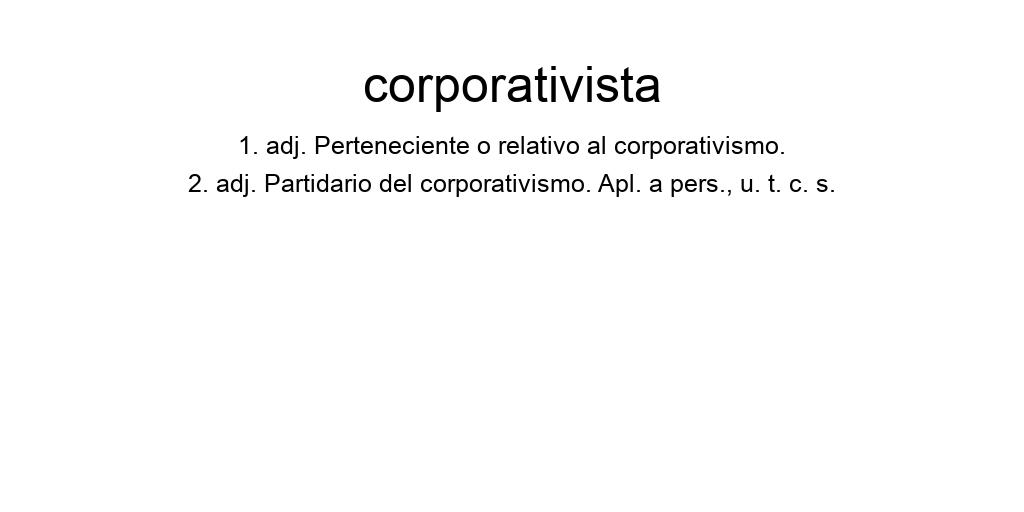 corporativista
1. adj. Perteneciente o relativo al corporativismo.
2. adj. Partidario del corporativismo. Apl. a pers., u. t. c. s.